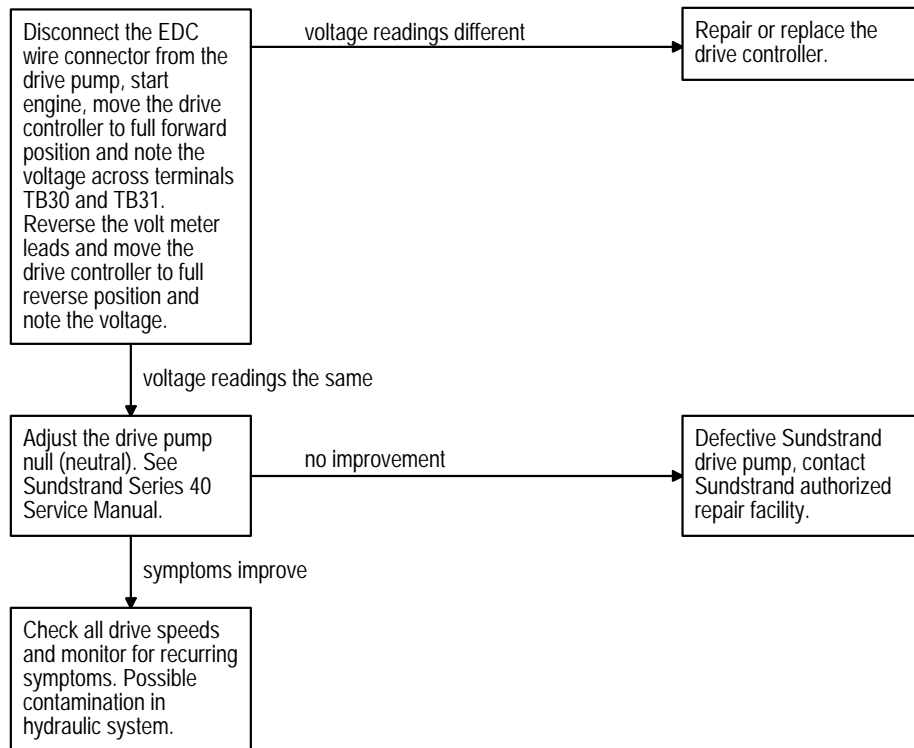 Disconnect the EDC
wire connector from the
drive pump, start
engine, move the drive
controller to full forward
position and note the
voltage across terminals
TB30 and TB31.
Reverse the volt meter
leads and move the
drive controller to full
reverse position and
note the voltage.
voltage readings different
Repair or replace the
drive controller.
voltage readings the same
Adjust the drive pump
null (neutral). See
Sundstrand Series 40
Service Manual.
no improvement
Defective Sundstrand
drive pump, contact
Sundstrand authorized
repair facility.
symptoms improve
Check all drive speeds
and monitor for recurring
symptoms. Possible
contamination in
hydraulic system.